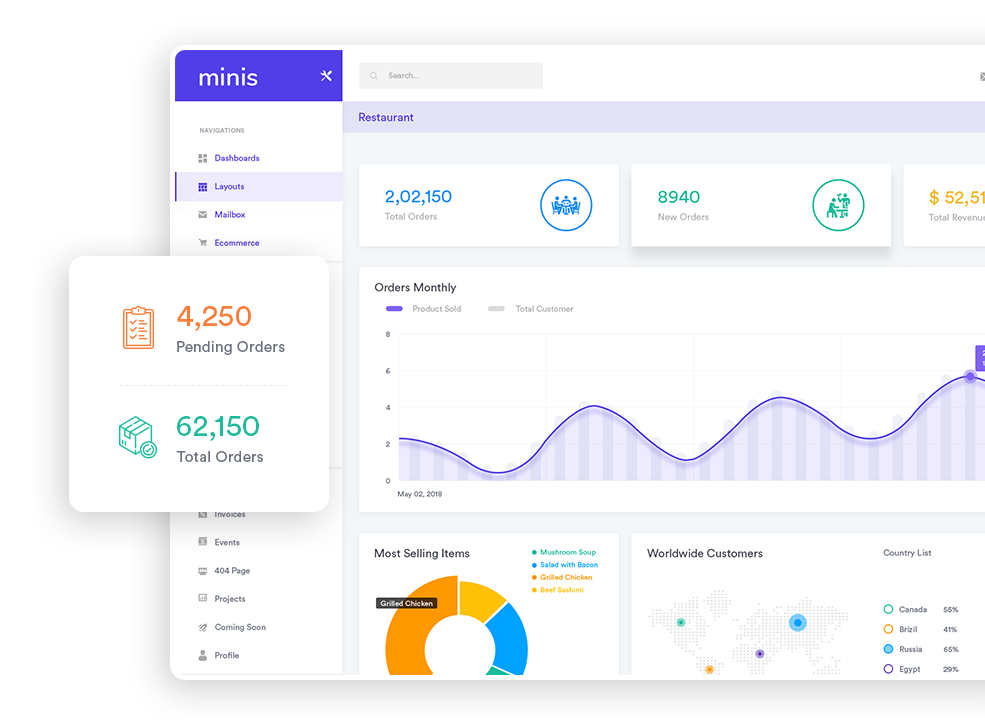 minis
Search...
NAVIGATIONS
Restaurant
Dashboards
Layouts
Mailbox
Ecommerce
2,02,150
Total Orders
8940
New Orders
$ 52,51
Total Revenue
4,250
Pending Orders
62,150
Total Orders
Orders Monthly
Product Sold
Total Customer
8
6
4
2
0
May 02, 2018
Invoices
Events
404 Page
Projects
Coming Soon
Profile
Most Selling Items
Mushroom Soup
Salad with Bacon
Grilled Chicken
Beef Sashimi
Grilled Chicken
Worldwide Customers
Country List
Canada 55%
Brizil 41%
Russia 65%
Egypt 29%